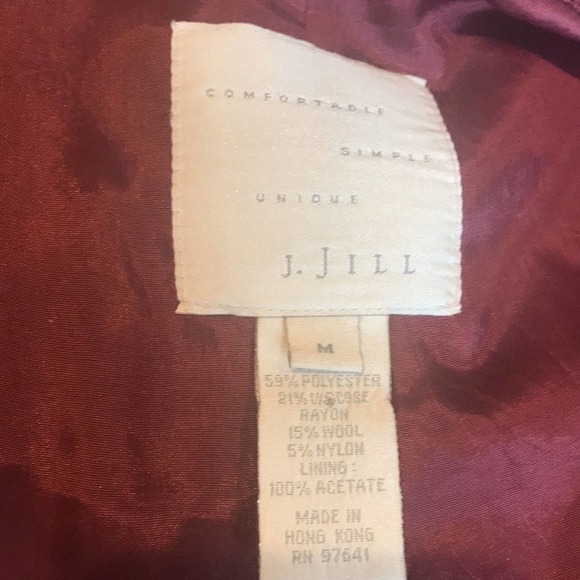 COMFORTABLE
SIMPLE
UNIQUE
J. JILL
M
59% POLYESTER
21% VISCOSE
RAYON
15% WOOL
5% NYLON
LINING:
100% ACETATE
MADE IN
HONG KONG
RN 97641